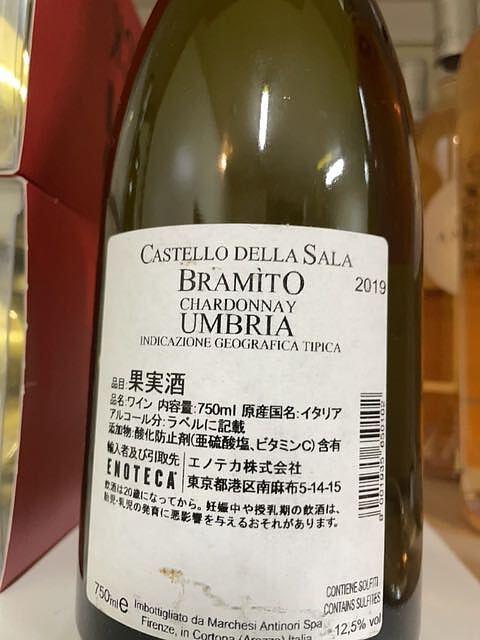 CASTELLO DELLA SALA
BRAMÌTO
2019
CHARDONNAY
UMBRIA
INDICAZIONE GEOGRAFICA TIPICA
品目:果実酒
品名:ワイン 内容量:750ml 原産国名:イタリア
アルコール分:ラベルに記載
添加物:酸化防止剤(亜硫酸塩、ビタミンC)含有
輸入者及び引取先 エノテカ株式会社
ENOTECA 東京都港区南麻布5-14-15
飲酒は20歳になってから。妊娠中や授乳期の飲酒は、
胎児・乳児の発育に悪影響を与えるおそれがあります。
CONTIENE SOLFITI
CONTAINS SULFITES
750ml e
Imbottigliato da Marchesi Antinori Spa
12,5% vol
Firenze, in Cortona (Arezzo) Italia